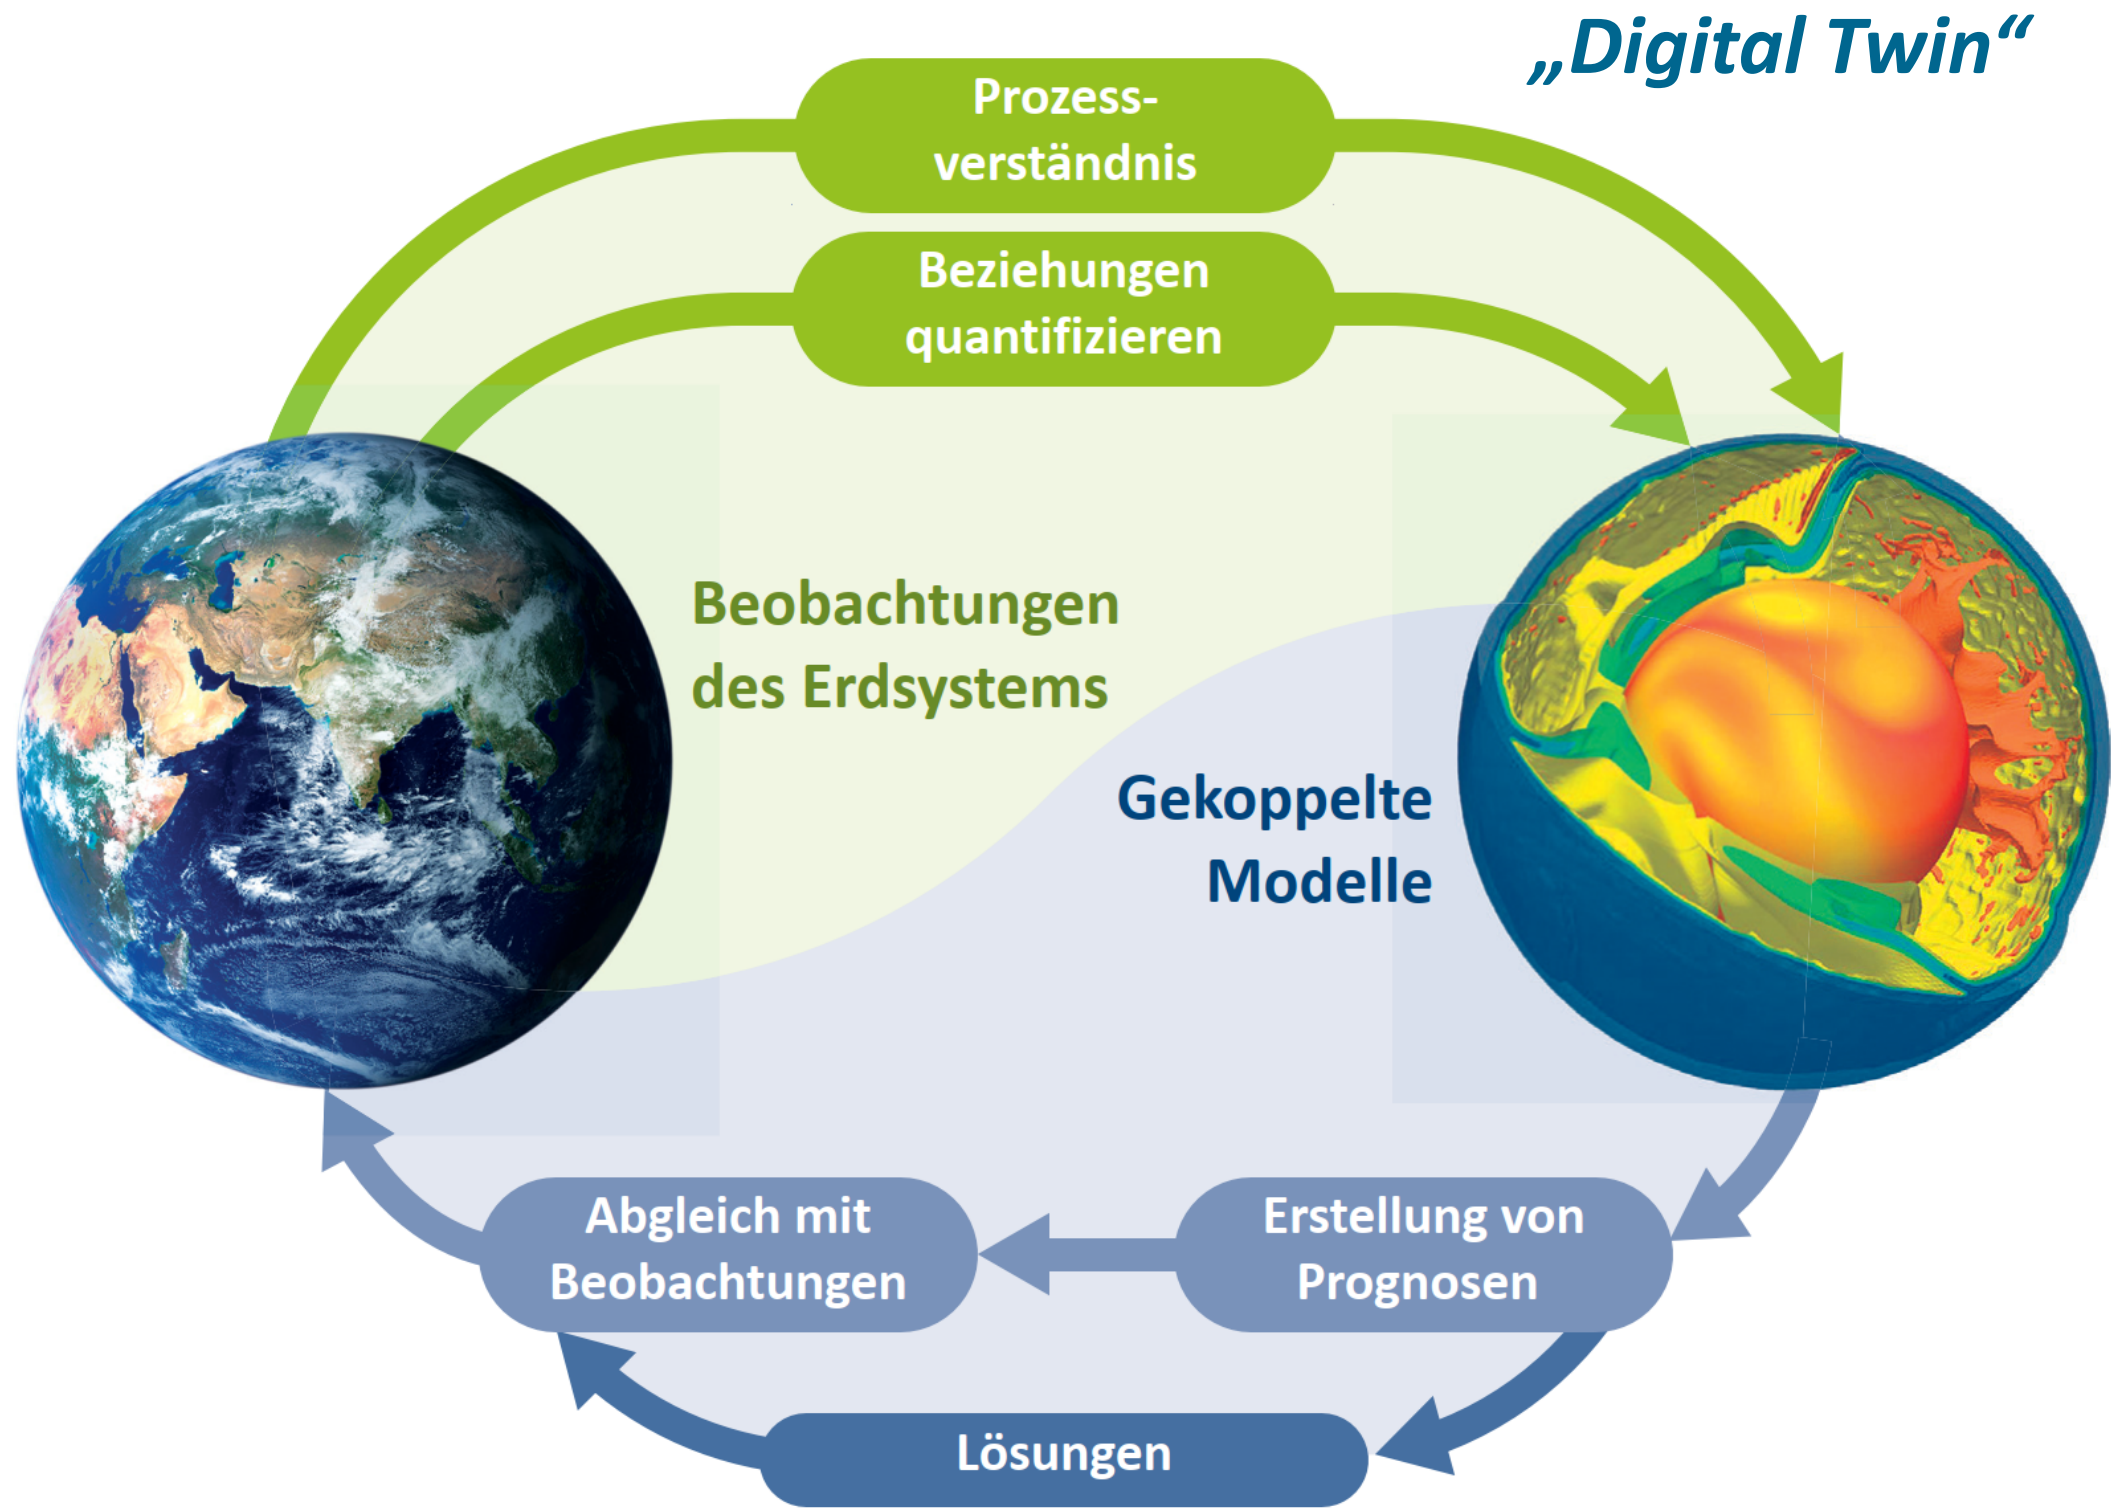 „Digital Twin“
Prozess-
verständnis
Beziehungen
quantifizieren
Beobachtungen
des Erdsystems
Gekoppelte
Modelle
Abgleich mit
Beobachtungen
Erstellung von
Prognosen
Lösungen